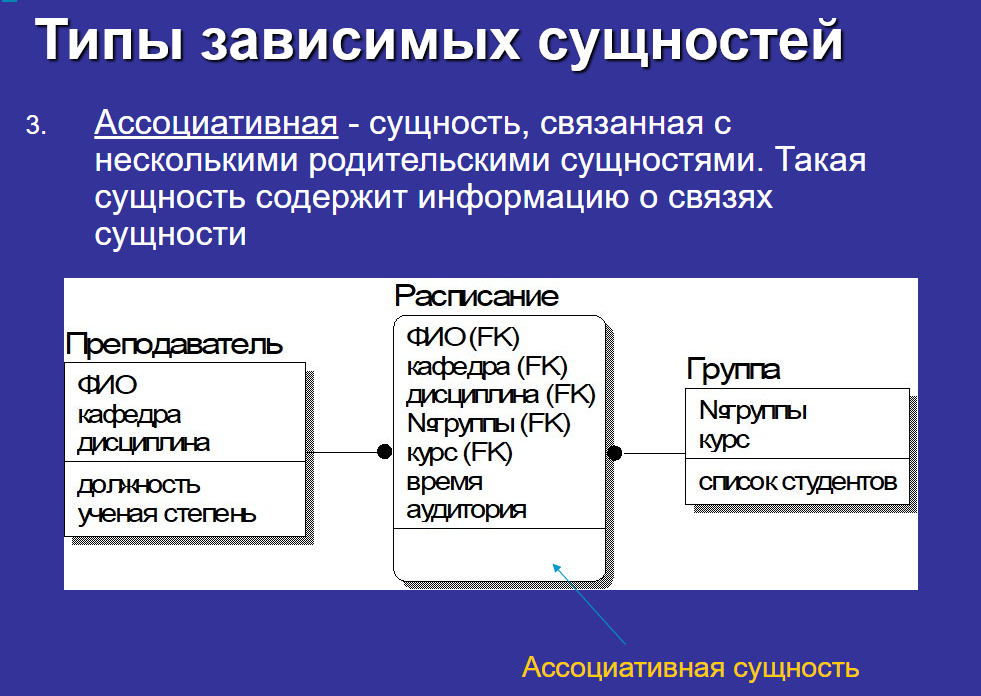 Типы зависимых сущностей
3. Ассоциативная - сущность, связанная с
несколькими родительскими сущностями. Такая
сущность содержит информацию о связях
сущности
Преподаватель
ФИО
кафедра
дисциплина
должность
ученая степень
Расписание
ФИО (FK)
кафедра (FK)
дисциплина (FK)
№группы (FK)
курс (FK)
время
аудитория
Группа
№группы
курс
список студентов
Ассоциативная сущность